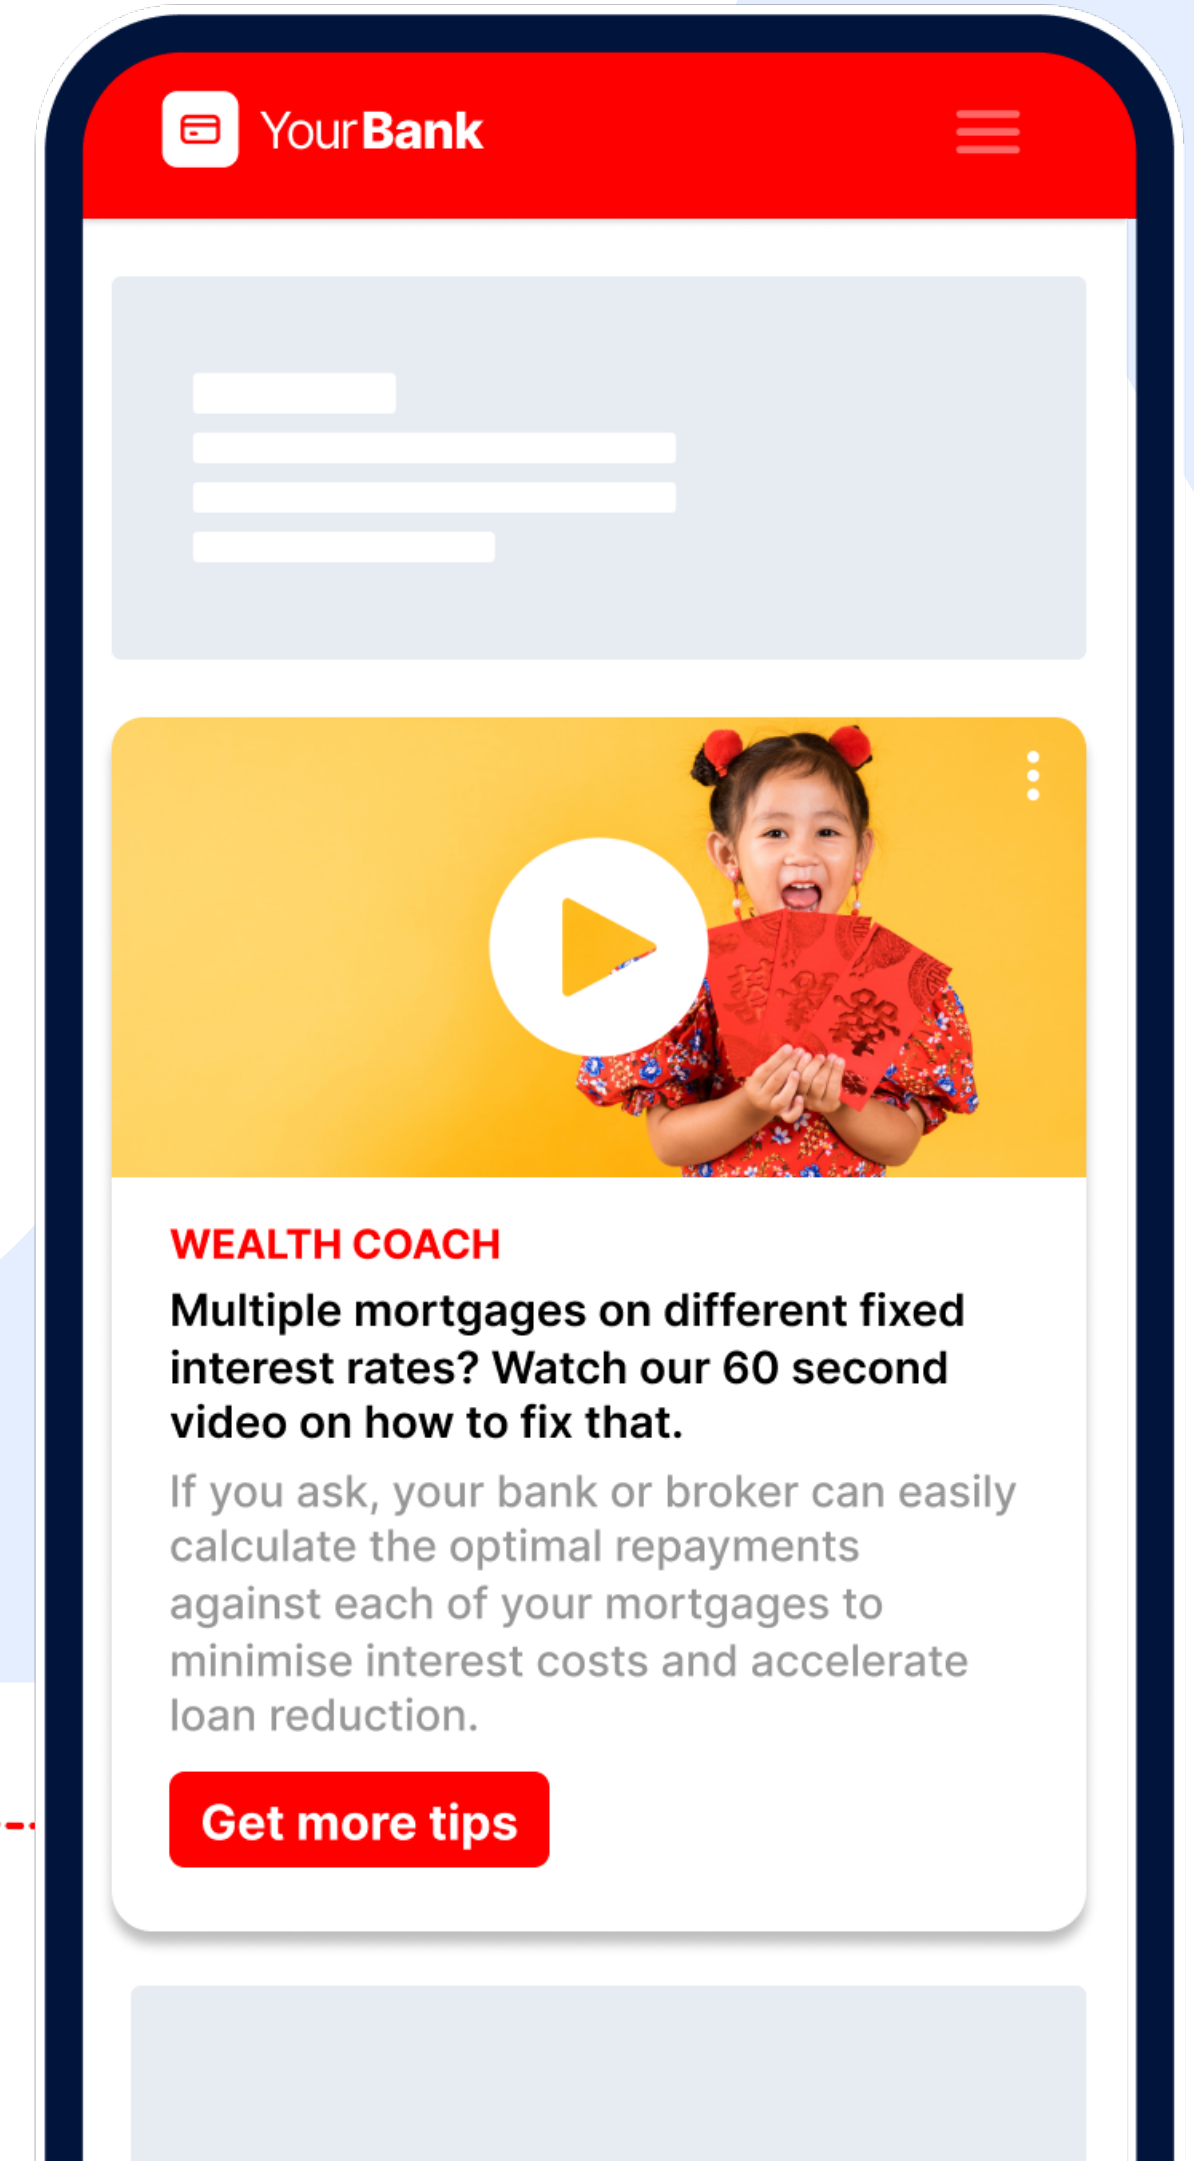 YourBank
WEALTH COACH
Multiple mortgages on different fixed
interest rates? Watch our 60 second
video on how to fix that.
If you ask, your bank or broker can easily
calculate the optimal repayments
against each of your mortgages to
minimise interest costs and accelerate
loan reduction.
Get more tips